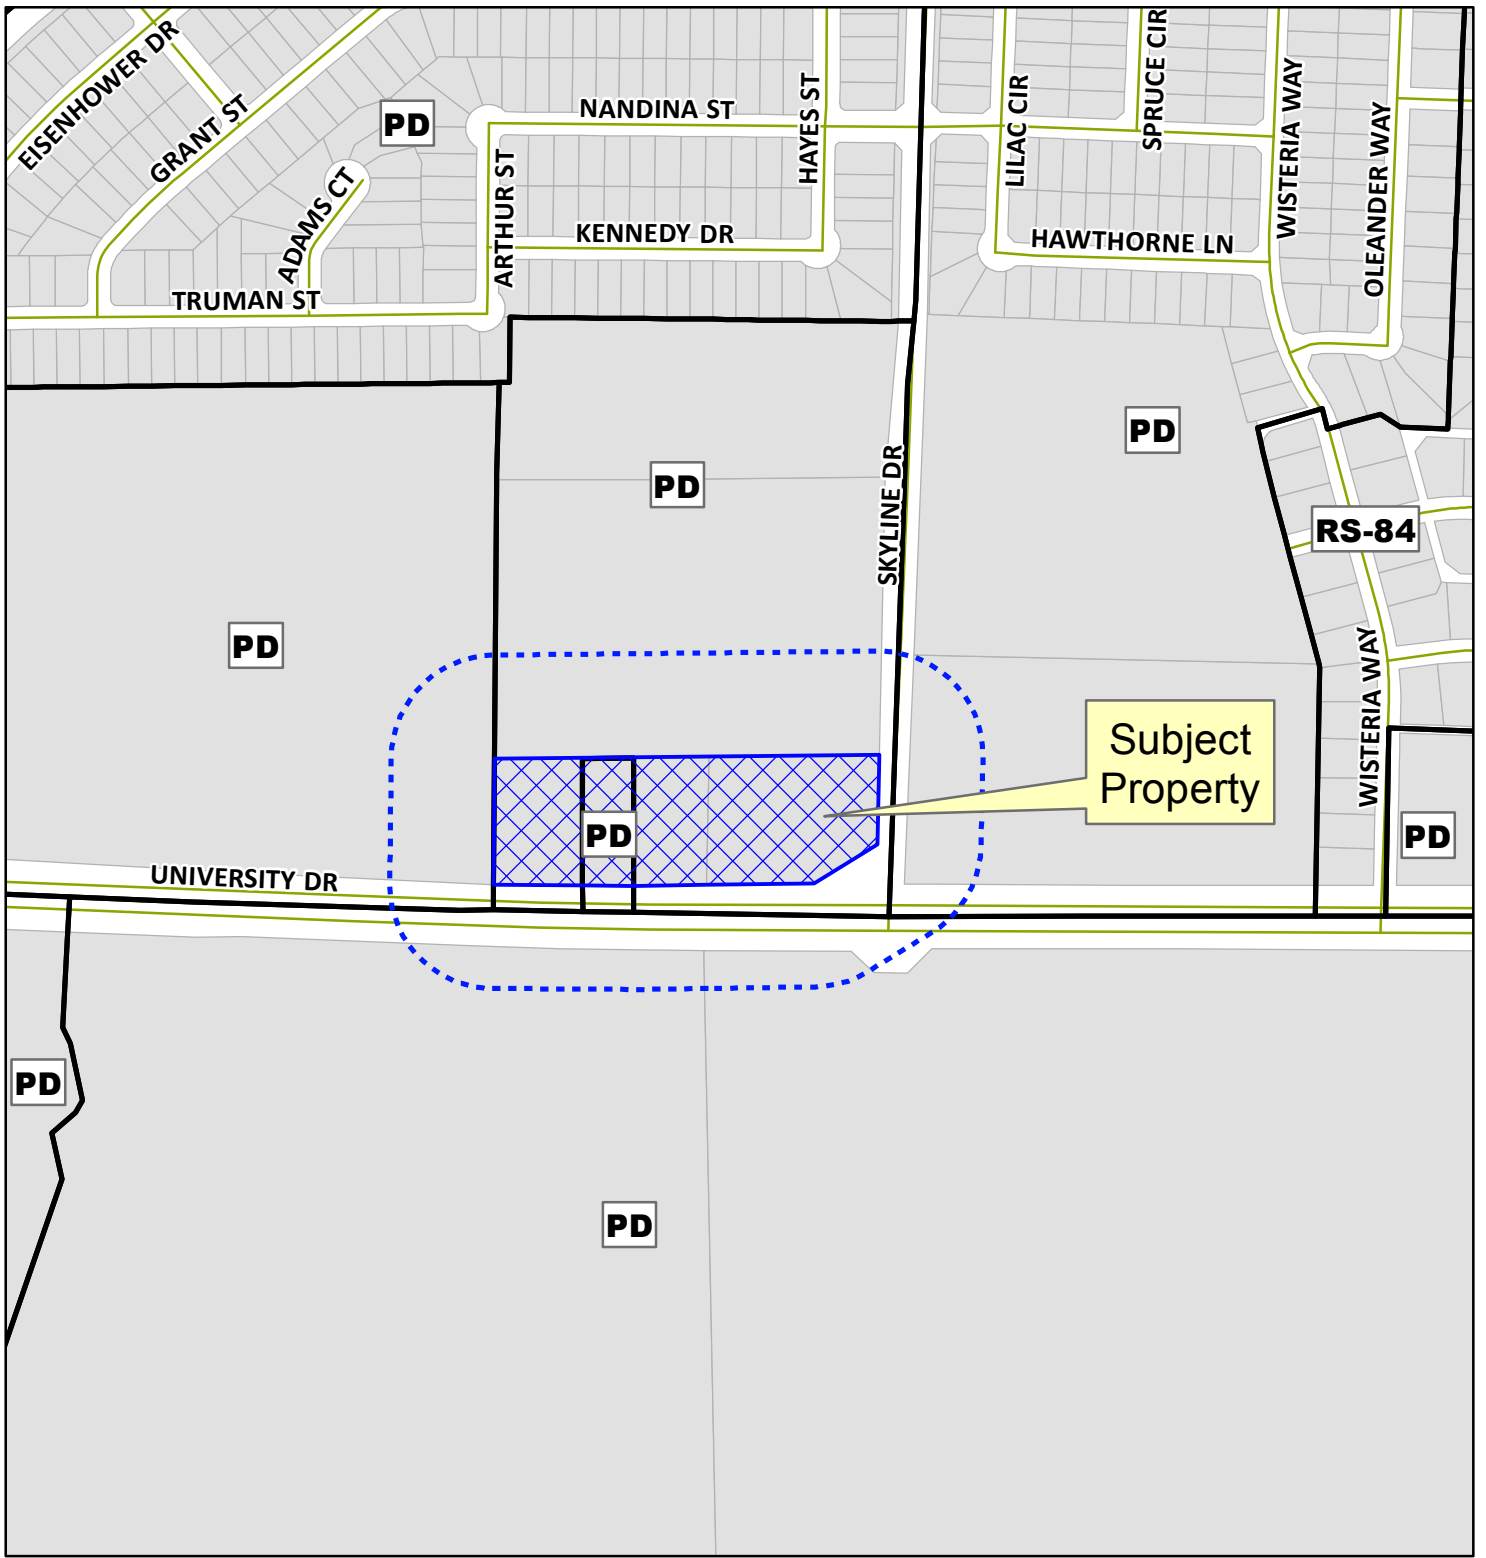 EISENHOWER DR
GRANT ST
PD
NANDINA ST
HAYES ST
LILAC CIR
SPRUCE CIR
WISTERIA WAY
OLEANDER WAY
ADAMS CT
ARTHUR ST
KENNEDY DR
HAWTHORNE LN
TRUMAN ST
PD
PD
SKYLINE DR
RS-84
PD
WISTERIA WAY
Subject
Property
PD
PD
UNIVERSITY DR
PD
PD